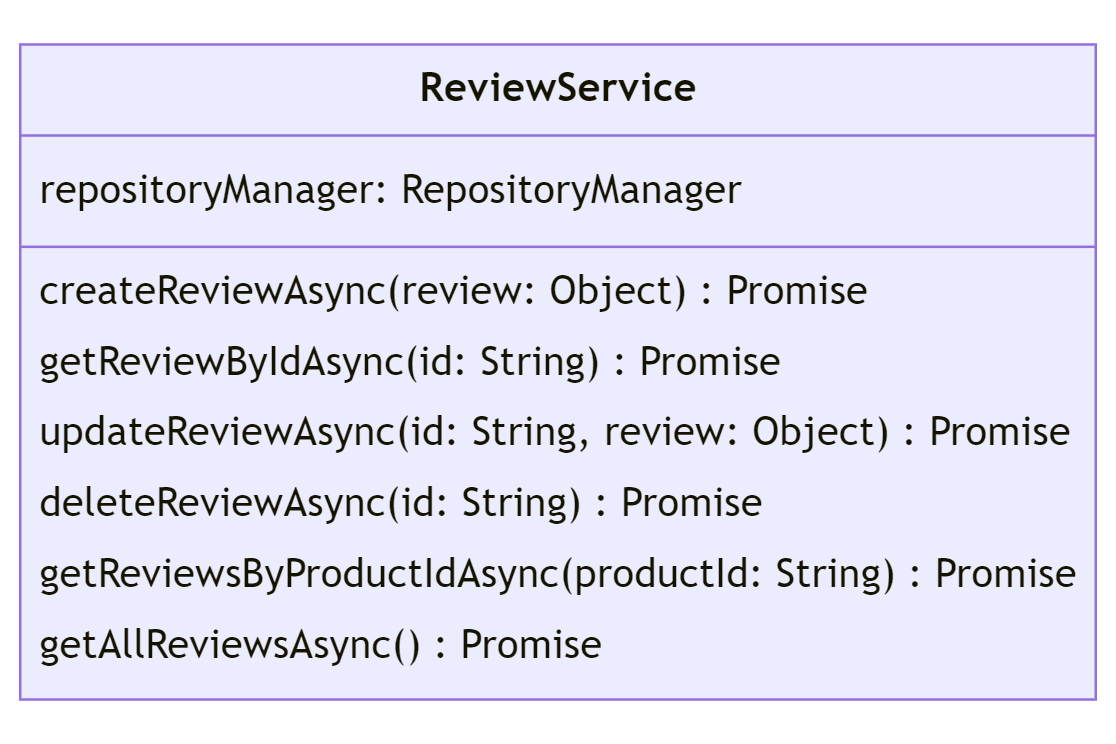 ReviewService
repositoryManager: RepositoryManager
createReviewAsync(review: Object) : Promise
getReviewByIdAsync(id: String) : Promise
updateReviewAsync(id: String, review: Object) : Promise
deleteReviewAsync(id: String) : Promise
getReviewsByProductIdAsync(productId: String) : Promise
getAllReviewsAsync() : Promise